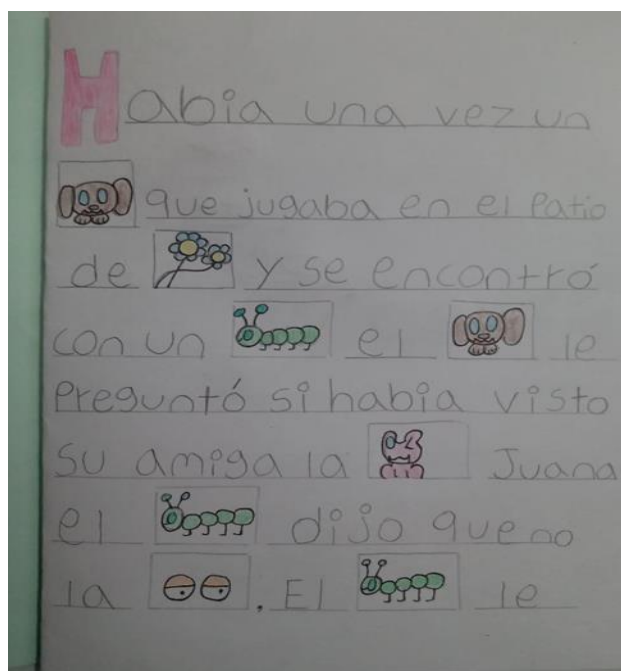 Habia una vez un
que jugaba en el Patio
de y se encontró
con un el le
Preguntó si habia visto
su amiga la Juana
el dijo que no
la . El le